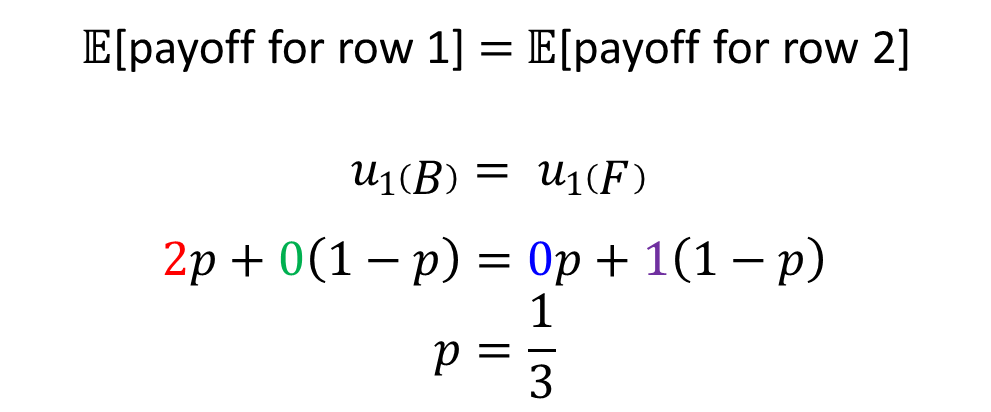 𝔼[payoff for row 1] = 𝔼[payoff for row 2]
u₁(B) = u₁(F)
2p + 0(1 − p) = 0p + 1(1 − p)
p = 1/3